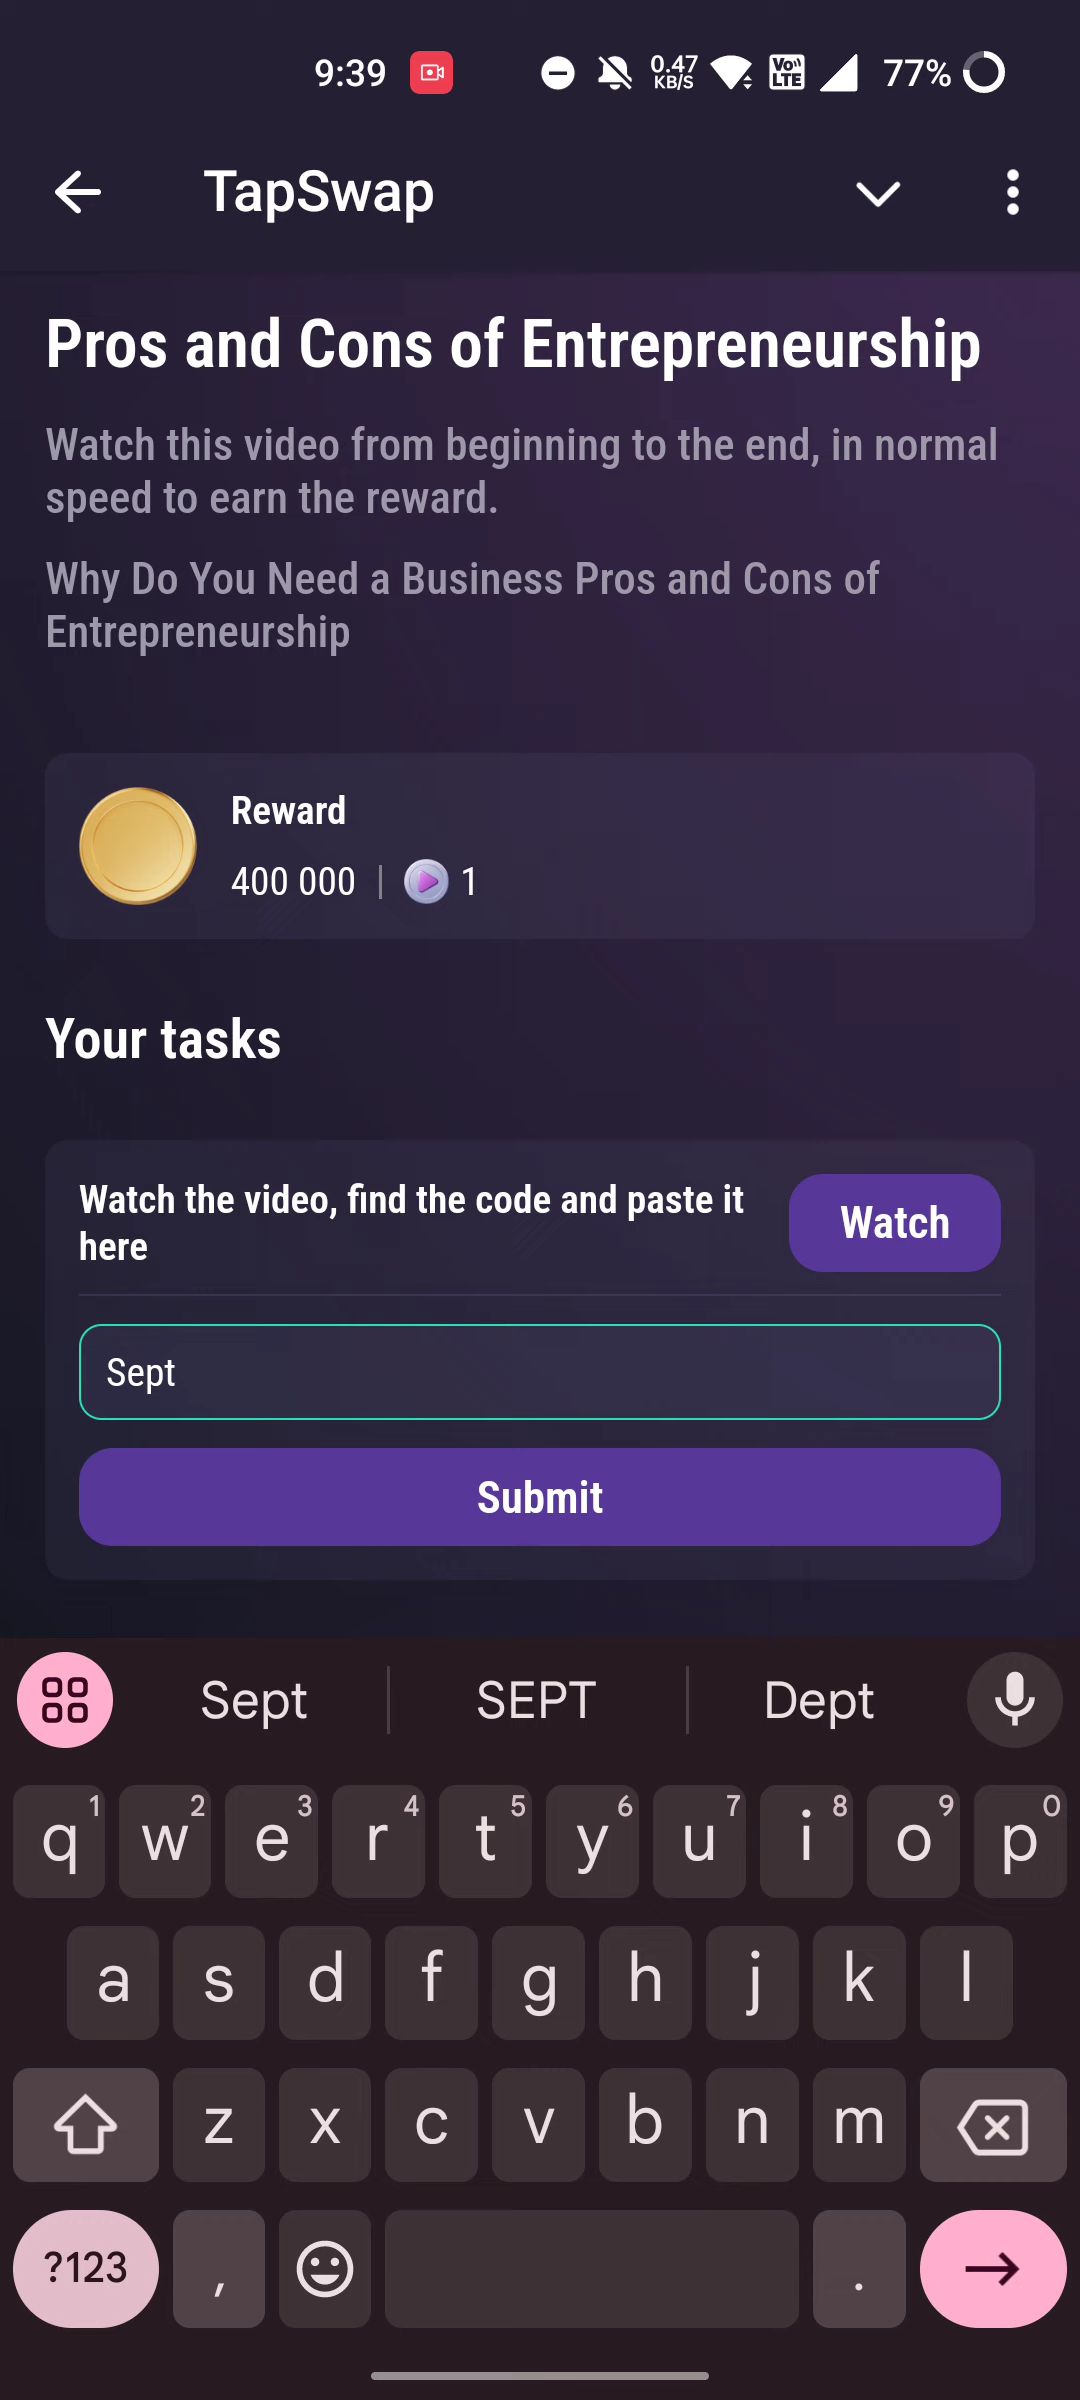 9:39
0.47
KB/S
Vo))
LTE
77%
TapSwap
Pros and Cons of Entrepreneurship
Watch this video from beginning to the end, in normal
speed to earn the reward.
Why Do You Need a Business Pros and Cons of
Entrepreneurship
Reward
400 000 | 1
Your tasks
Watch the video, find the code and paste it
here
Watch
Sept
Submit
Sept SEPT Dept
q1 w2 e3 r4 t5 y6 u7 i8 o9 p0
a s d f g h j k l
z x c v b n m
?123 , .